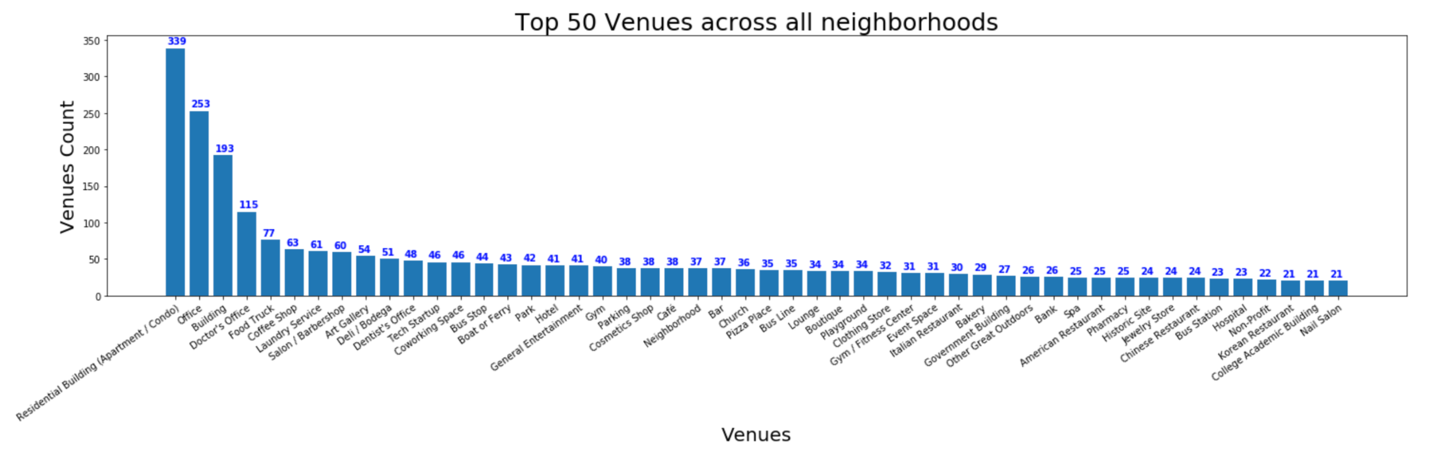 Top 50 Venues across all neighborhoods
Venues Count
350
300
250
200
150
100
50
0
339
253
193
115
77
63
61
60
54
51
48
46
46
44
43
42
41
41
40
38
38
38
37
37
36
35
35
34
34
34
32
31
31
30
29
27
26
26
25
25
25
24
24
24
23
23
22
21
21
21
Residential Building (Apartment / Condo)
Office
Building
Doctor's Office
Food Truck
Coffee Shop
Laundry Service
Salon / Barbershop
Art Gallery
Deli / Bodega
Dentist's Office
Tech Startup
Coworking Space
Bus Stop
Boat or Ferry
Park
Hotel
General Entertainment
Gym
Parking
Cosmetics Shop
Café
Neighborhood
Bar
Church
Pizza Place
Bus Line
Lounge
Boutique
Playground
Clothing Store
Gym / Fitness Center
Event Space
Italian Restaurant
Bakery
Government Building
Other Great Outdoors
Bank
Spa
American Restaurant
Pharmacy
Historic Site
Jewelry Store
Chinese Restaurant
Bus Station
Hospital
Non-Profit
Korean Restaurant
College Academic Building
Nail Salon
Venues